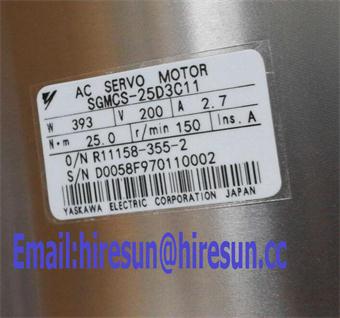 AC SERVO MOTOR
SGMCS-25D3C11
W 393 V 200 A 2.7
N·m 25.0 r/min 150 Ins. A
O/N R11158-355-2
S/N D0058F970110002
YASKAWA ELECTRIC CORPORATION JAPAN
Email:hiresun@hiresun.cc